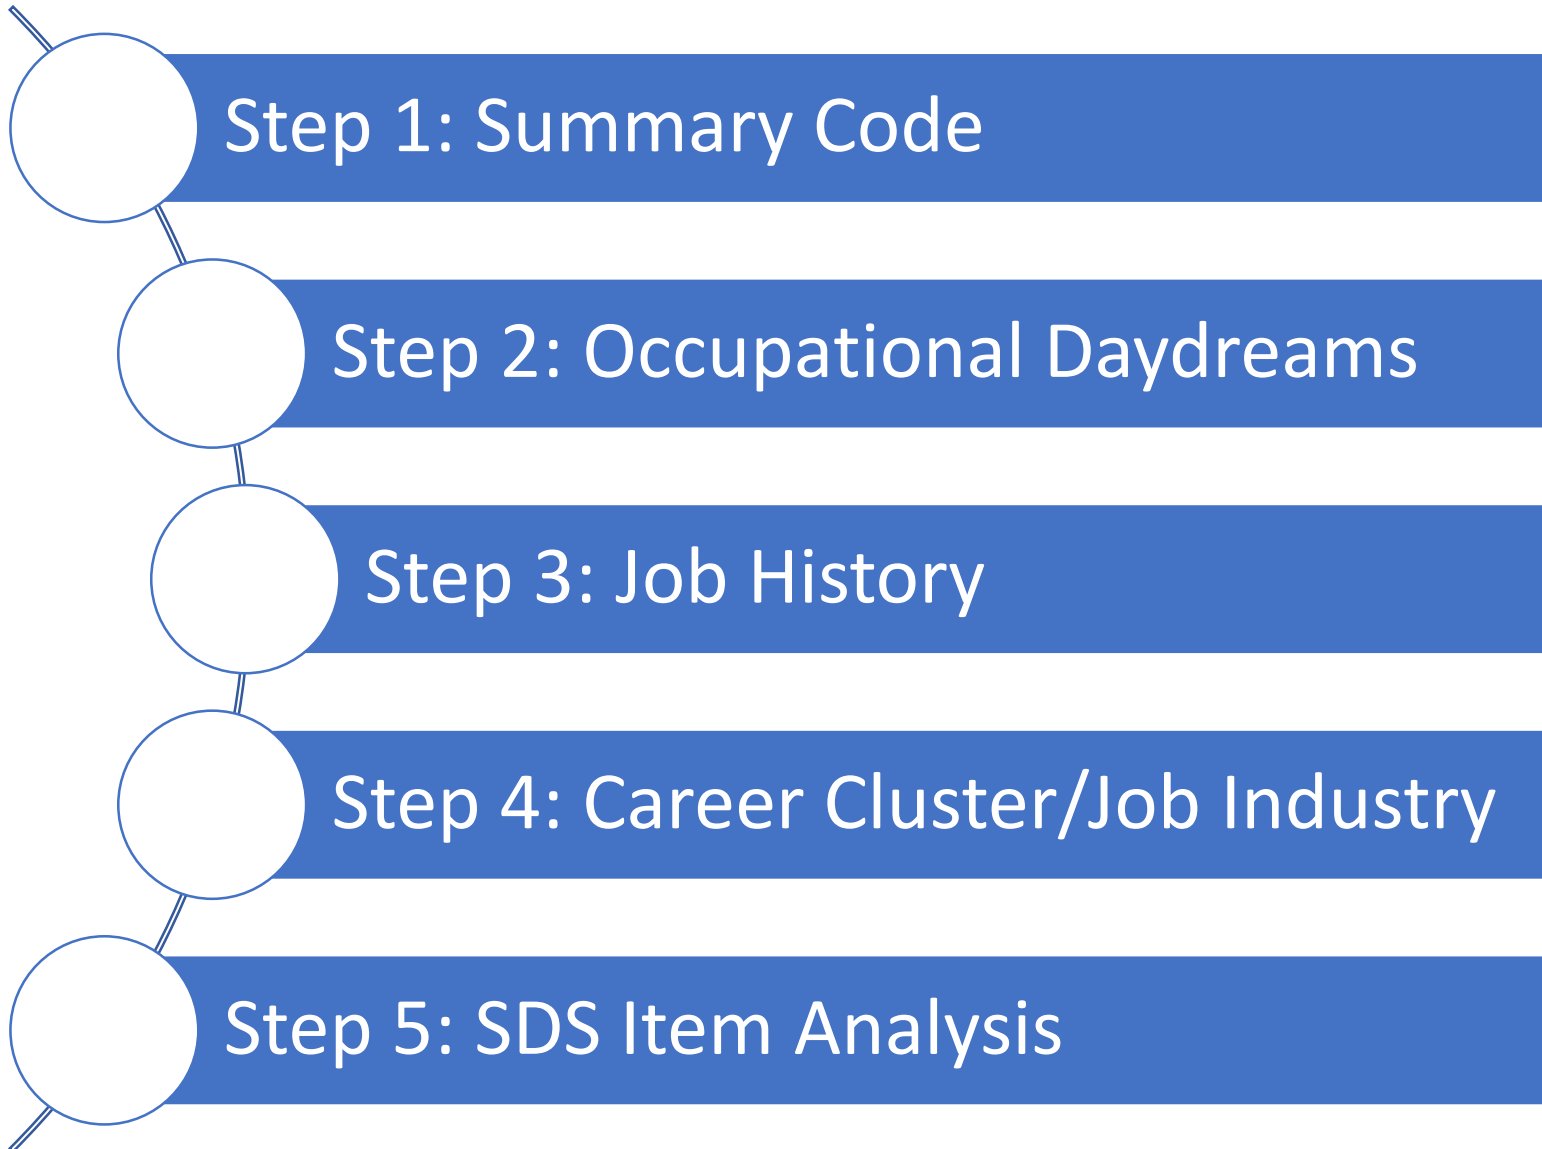 Step 1: Summary Code
Step 2: Occupational Daydreams
Step 3: Job History
Step 4: Career Cluster/Job Industry
Step 5: SDS Item Analysis